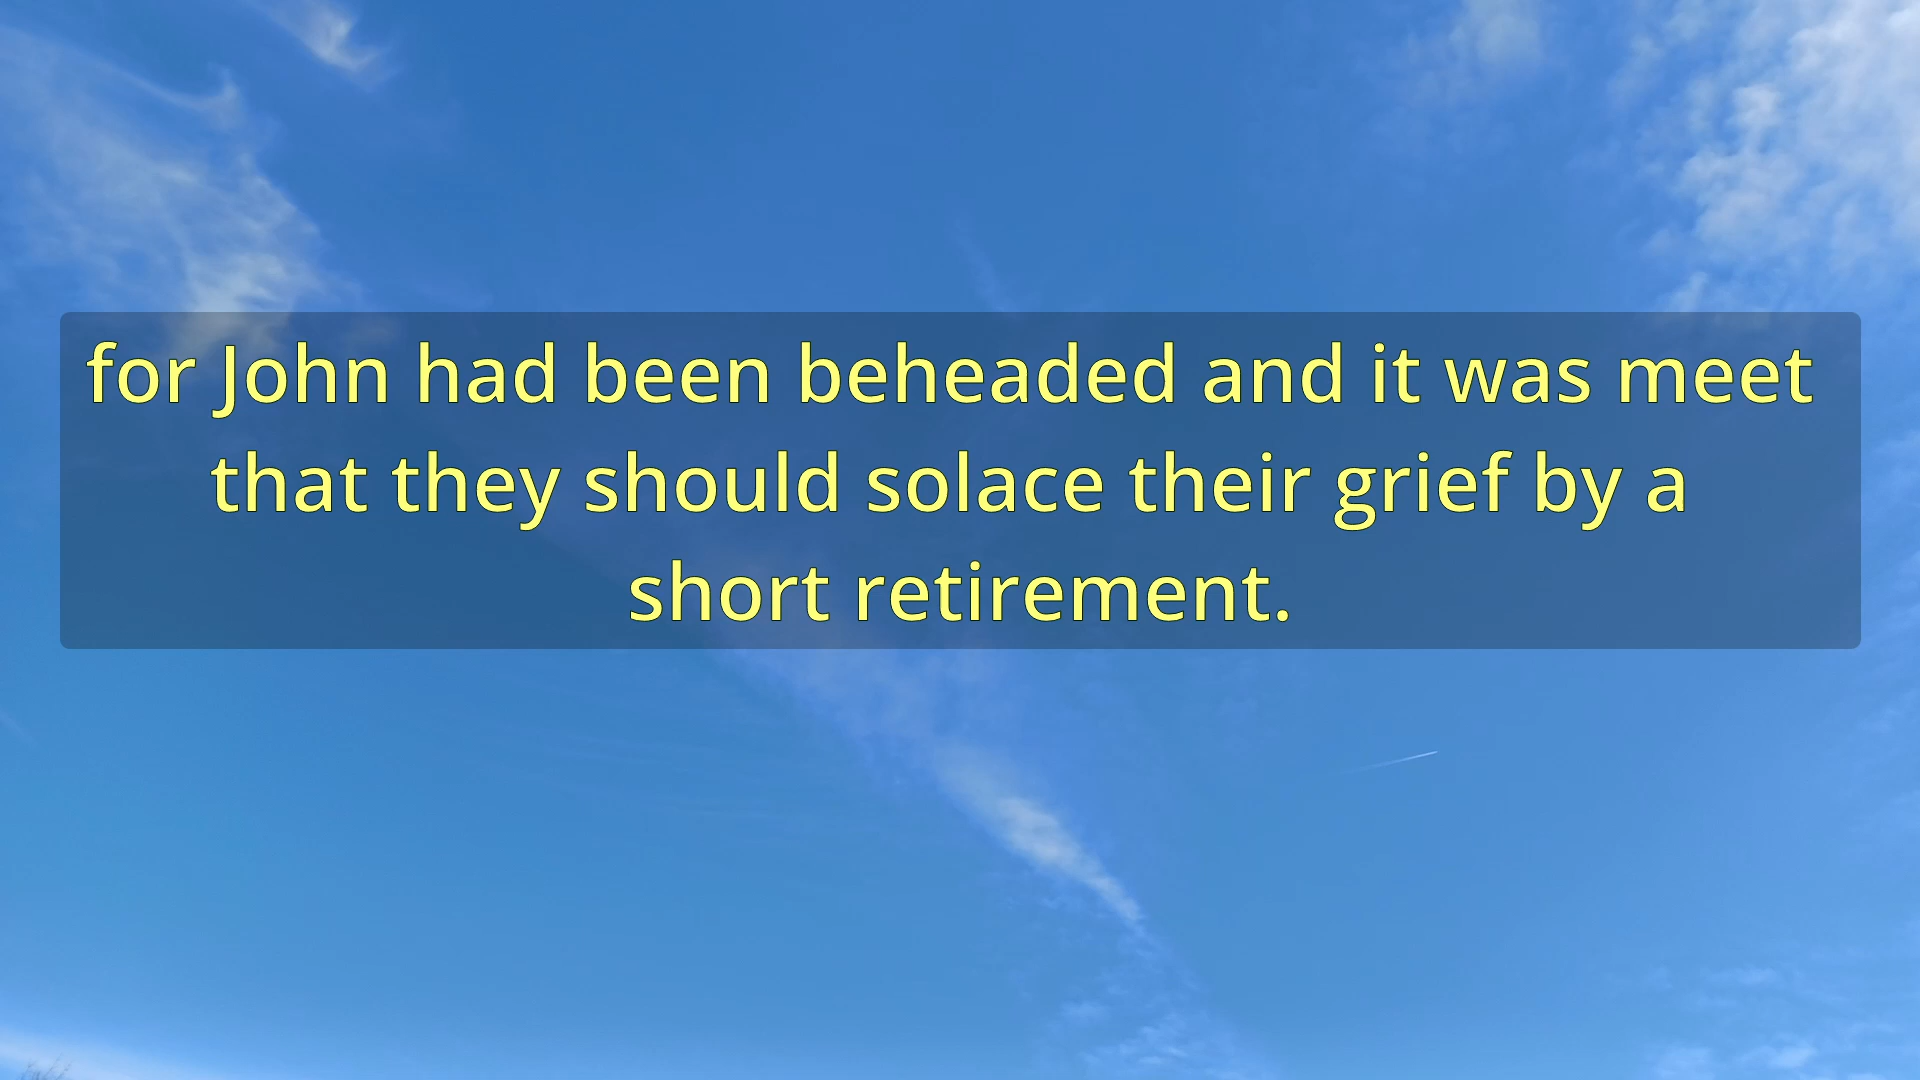 for John had been beheaded and it was meet
that they should solace their grief by a
short retirement.